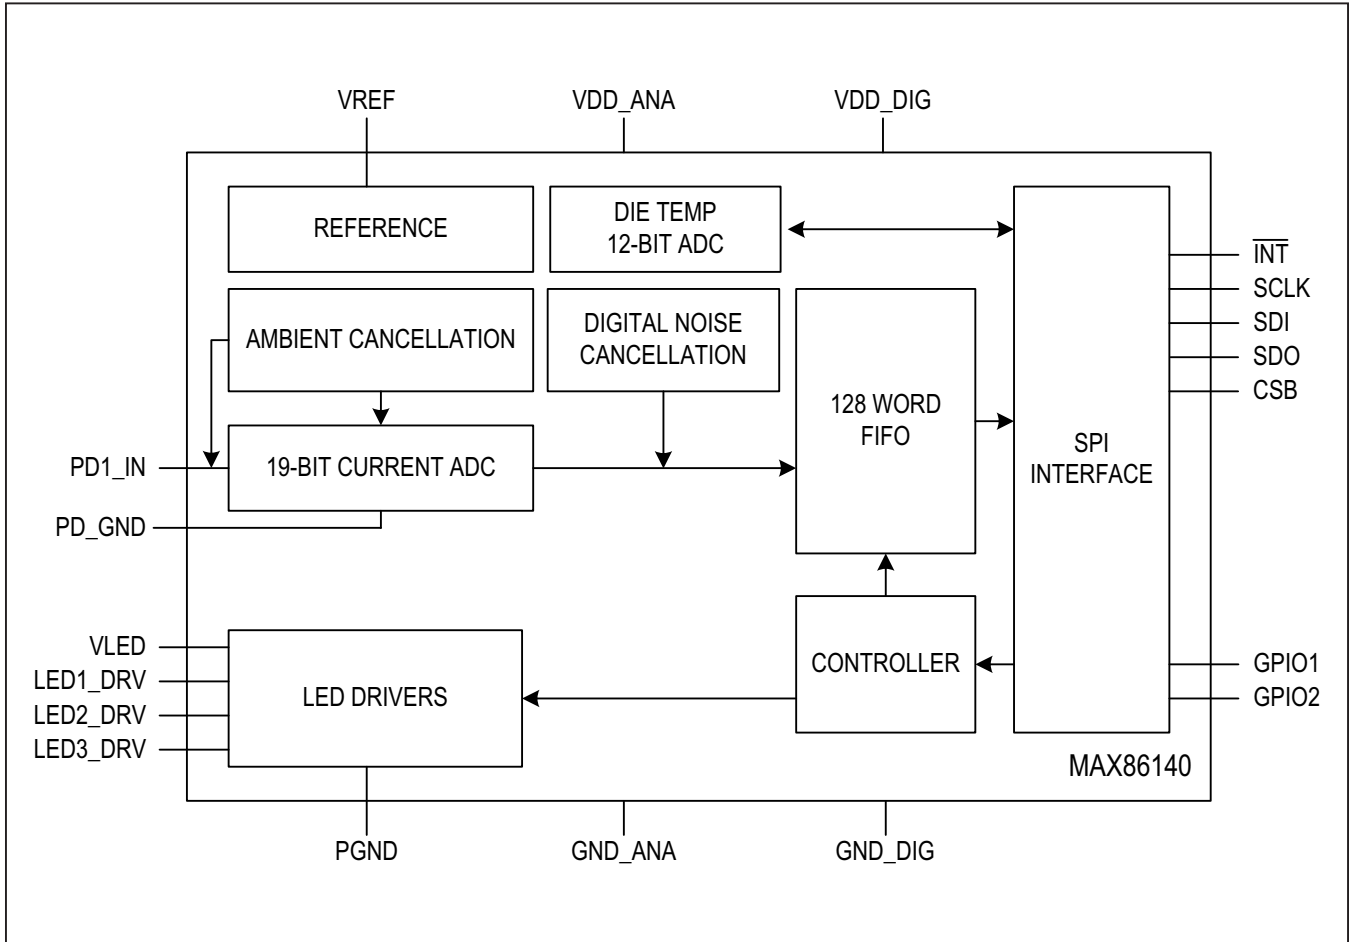 VREF
VDD_ANA
VDD_DIG
REFERENCE
DIE TEMP
12-BIT ADC
INT
SCLK
SDI
SDO
CSB
AMBIENT CANCELLATION
DIGITAL NOISE
CANCELLATION
128 WORD
FIFO
SPI
INTERFACE
PD1_IN
19-BIT CURRENT ADC
PD_GND
VLED
LED1_DRV
LED2_DRV
LED3_DRV
LED DRIVERS
CONTROLLER
GPIO1
GPIO2
MAX86140
PGND
GND_ANA
GND_DIG